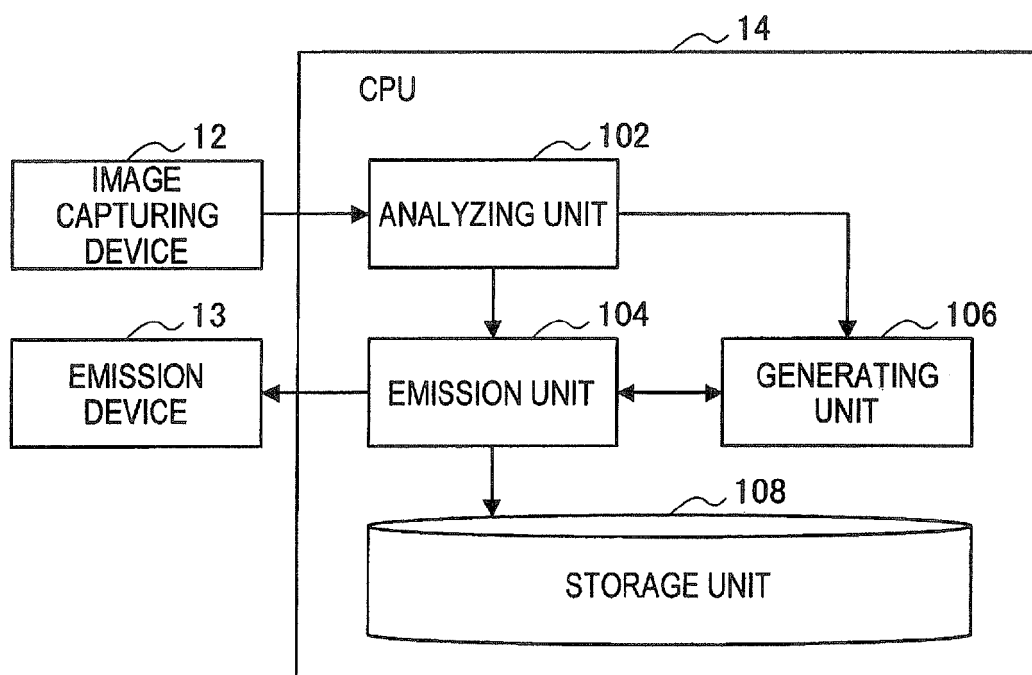 14
CPU
12
102
IMAGE
CAPTURING
DEVICE
ANALYZING UNIT
13
104
106
EMISSION
DEVICE
EMISSION UNIT
GENERATING
UNIT
108
STORAGE UNIT